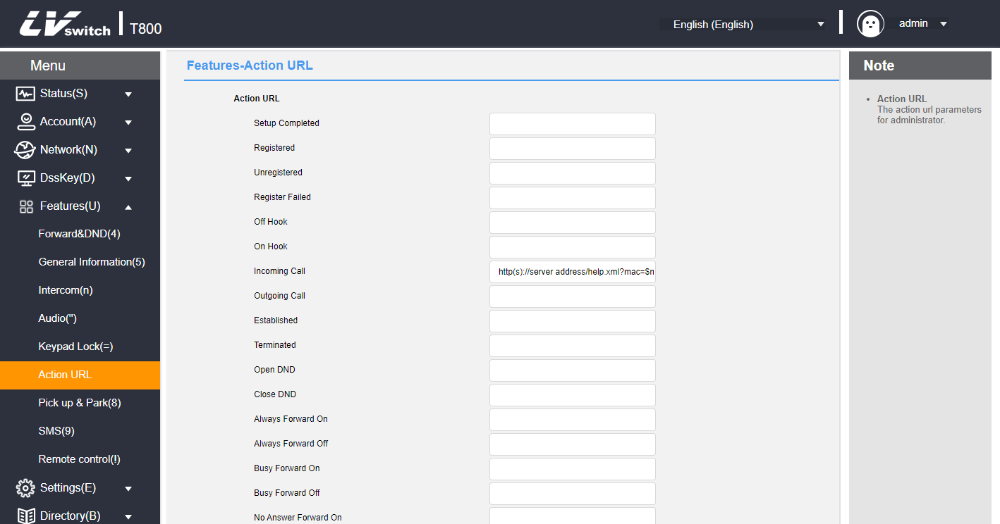 LVswitch T800
English (English)
admin
Menu
Status(S)
Account(A)
Network(N)
DssKey(D)
Features(U)
Forward&DND(4)
General Information(5)
Intercom(n)
Audio(")
Keypad Lock(=)
Action URL
Pick up & Park(8)
SMS(9)
Remote control(!)
Settings(E)
Directory(B)
Features-Action URL
Action URL
Setup Completed
Registered
Unregistered
Register Failed
Off Hook
On Hook
Incoming Call http(s)://server address/help.xml?mac=$n
Outgoing Call
Established
Terminated
Open DND
Close DND
Always Forward On
Always Forward Off
Busy Forward On
Busy Forward Off
No Answer Forward On
Note
Action URL
The action url parameters
for administrator.